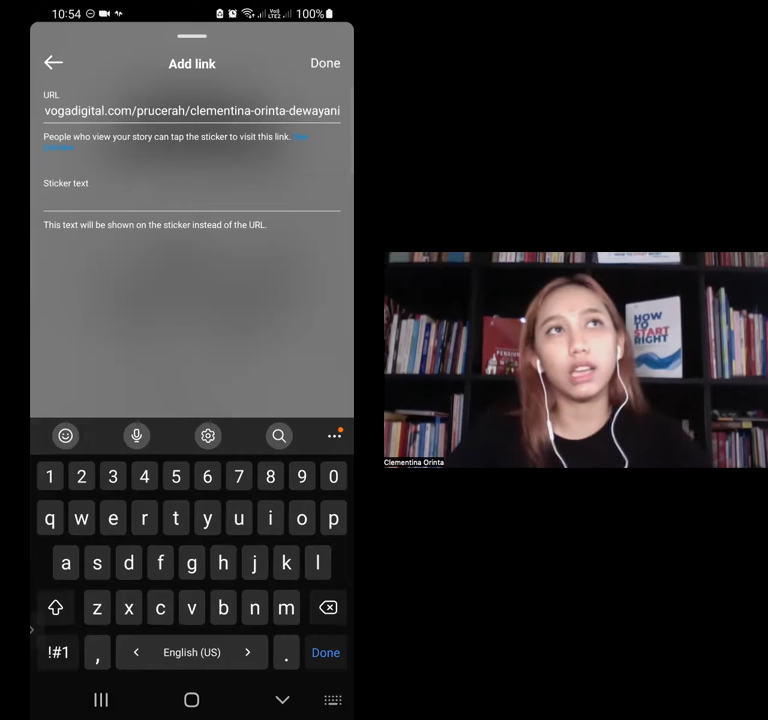 10:54
VoB
LTE2
100%
Add link
Done
URL
vogadigital.com/prucerah/clementina-orinta-dewayani
People who view your story can tap the sticker to visit this link.
Sticker text
This text will be shown on the sticker instead of the URL.
1 2 3 4 5 6 7 8 9 0
q w e r t y u i o p
a s d f g h j k l
z x c v b n m
!#1 , < English (US) > . Done
HOW
TO
START
RIGHT
Clementina Orinta